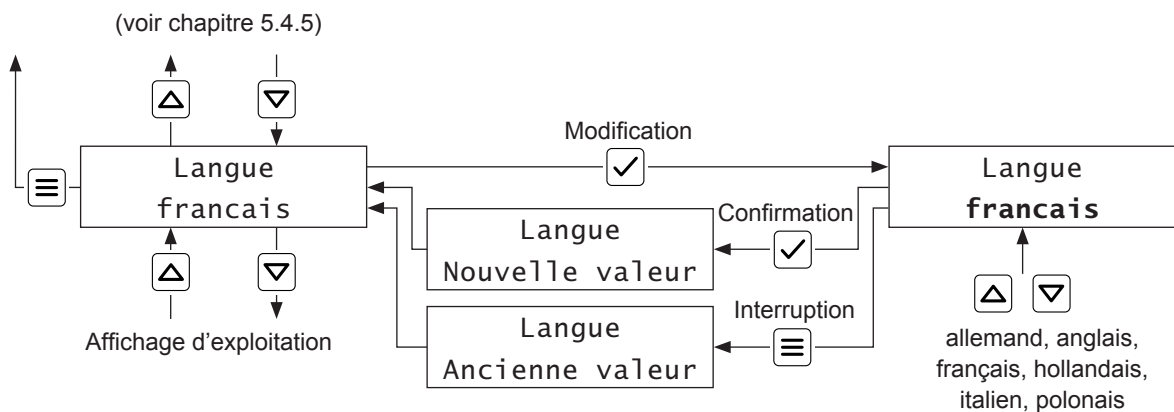 (voir chapitre 5.4.5)
Modification
Langue
francais
Langue
francais
Confirmation
Langue
Nouvelle valeur
Interruption
Langue
Ancienne valeur
Affichage d’exploitation
allemand, anglais,
français, hollandais,
italien, polonais